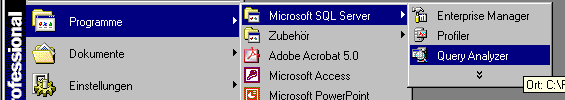 ofessional
Programme
Dokumente
Einstellungen
Microsoft SQL Server
Zubehör
Adobe Acrobat 5.0
Microsoft Access
Microsoft PowerPoint
Enterprise Manager
Profiler
Query Analyzer
Ort: C:\P